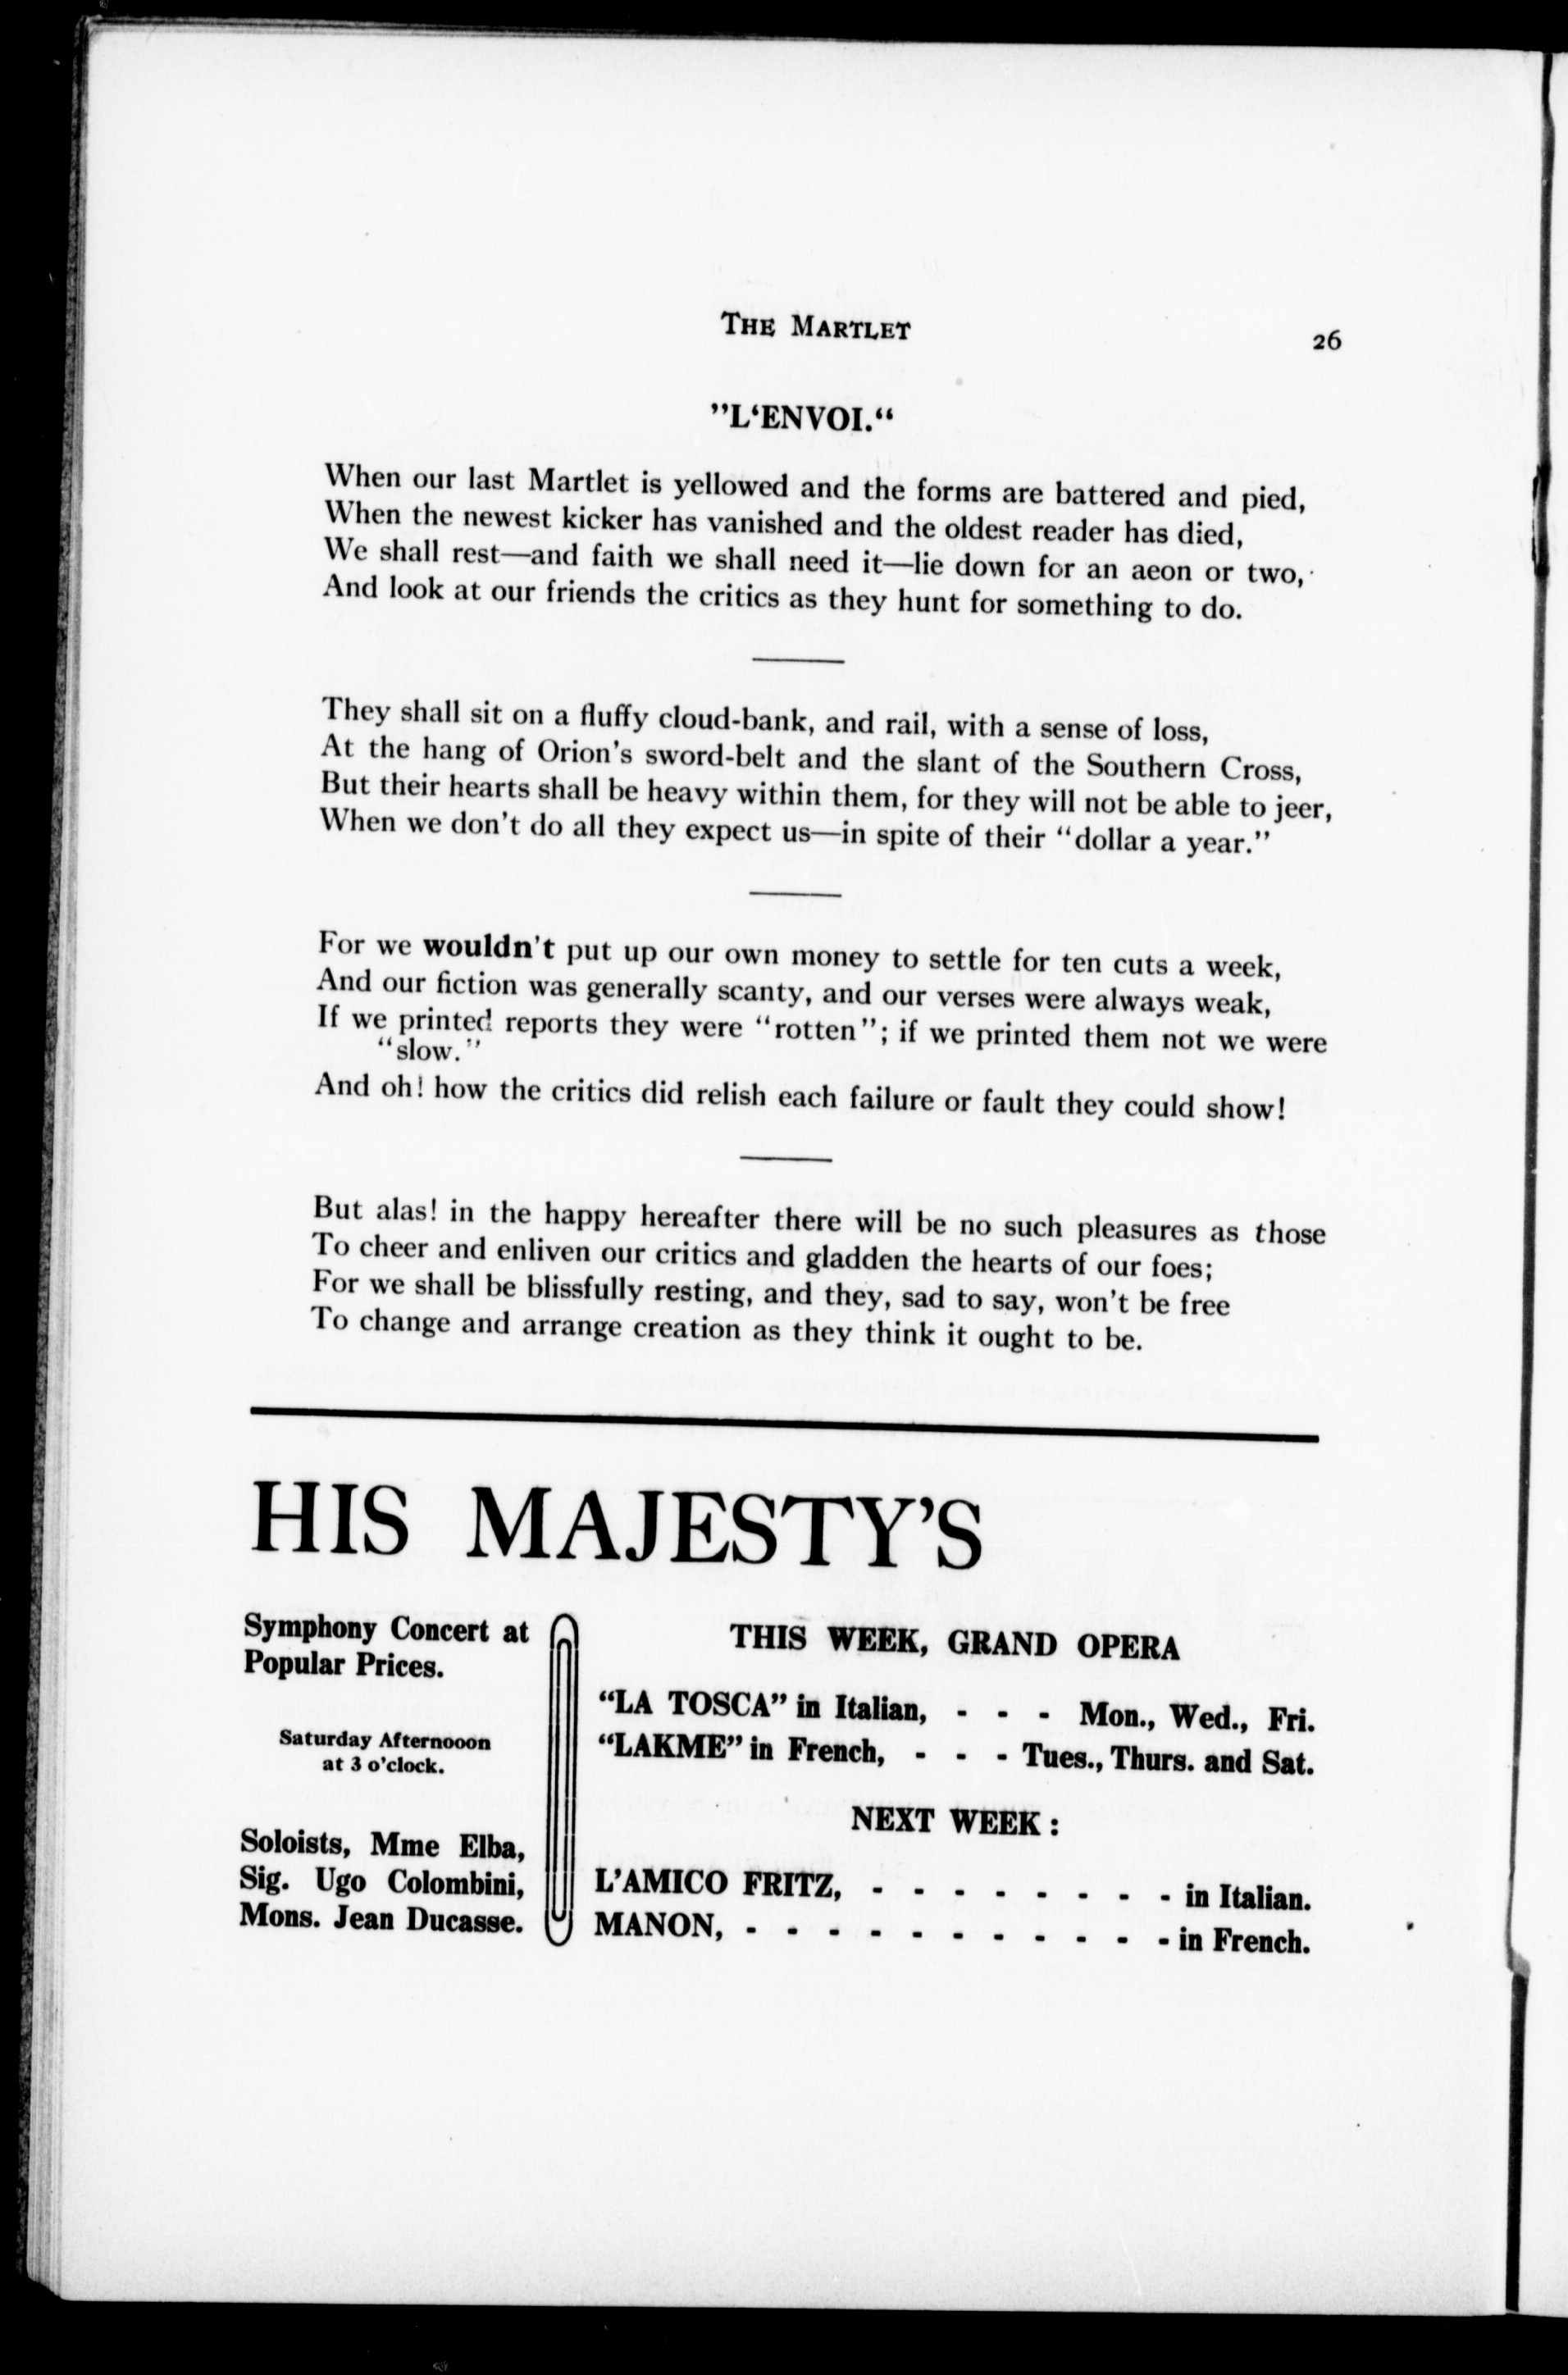 THE MARTLET
26
”L‘ENVOI.“
When our last Martlet is yellowed and the forms are battered and pied,
When the newest kicker has vanished and the oldest reader has died,
We shall rest—and faith we shall need it—lie down for an aeon or two,
And look at our friends the critics as they hunt for something to do.
They shall sit on a fluffy cloud-bank, and rail, with a sense of loss,
At the hang of Orion's sword-belt and the slant of the Southern Cross,
But their hearts shall be heavy within them, for they will not be able to jeer,
When we don't do all they expect us—in spite of their "dollar a year."
For we wouldn't put up our own money to settle for ten cuts a week,
And our fiction was generally scanty, and our verses were always weak,
If we printed reports they were "rotten"; if we printed them not we were
"slow."
And oh! how the critics did relish each failure or fault they could show!
But alas! in the happy hereafter there will be no such pleasures as those
To cheer and enliven our critics and gladden the hearts of our foes;
For we shall be blissfully resting, and they, sad to say, won't be free
To change and arrange creation as they think it ought to be.
HIS MAJESTY'S
Symphony Concert at
Popular Prices.
Saturday Afternooon
at 3 o'clock.
Soloists, Mme Elba,
Sig. Ugo Colombini,
Mons. Jean Ducasse.
THIS WEEK, GRAND OPERA
“LA TOSCA” in Italian, - - - Mon., Wed., Fri.
“LAKME” in French, - - - Tues., Thurs. and Sat.
NEXT WEEK :
L'AMICO FRITZ, - - - - - - - - in Italian.
MANON, - - - - - - - - - - - in French.